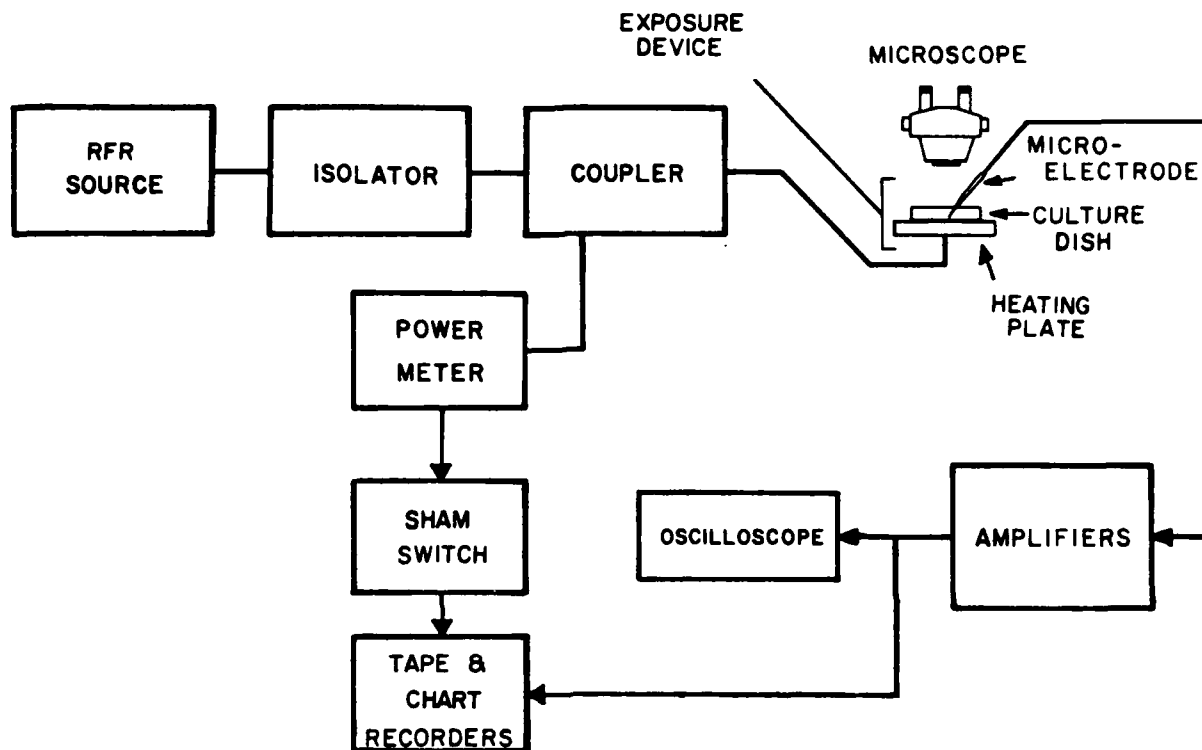 EXPOSURE
DEVICE
MICROSCOPE
RFR
SOURCE
ISOLATOR
COUPLER
MICRO-
ELECTRODE
CULTURE
DISH
HEATING
PLATE
POWER
METER
SHAM
SWITCH
OSCILLOSCOPE
AMPLIFIERS
TAPE &
CHART
RECORDERS